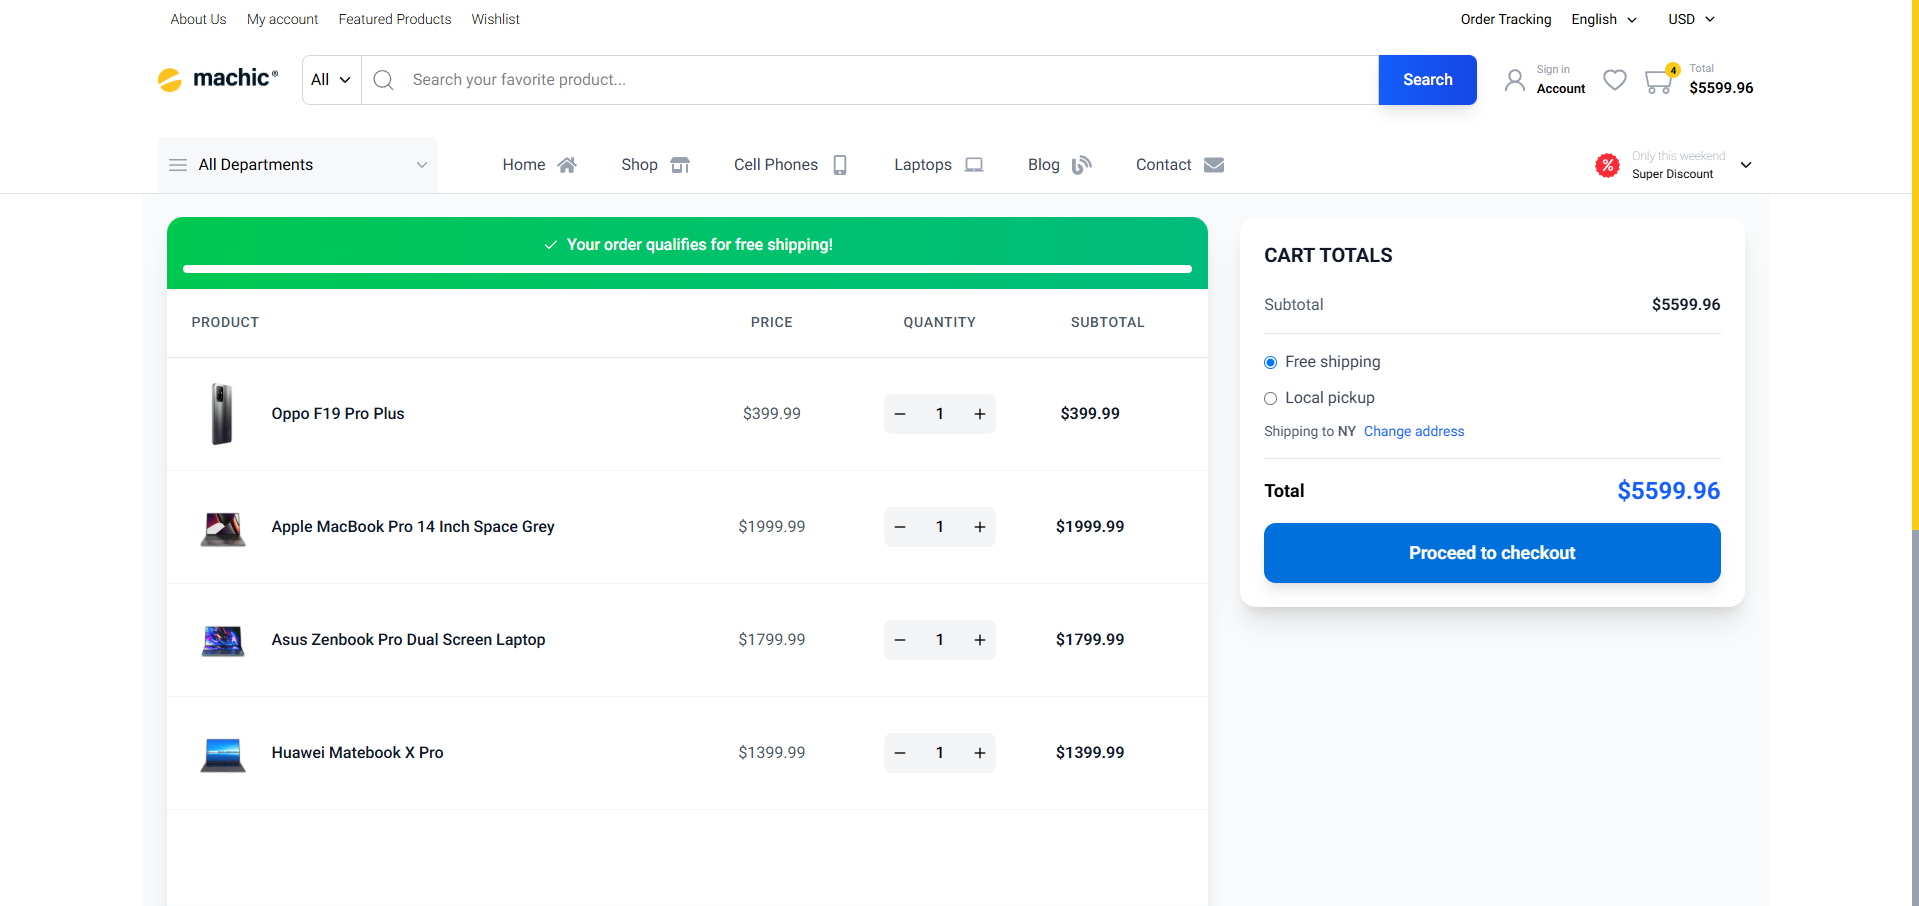 About Us My account Featured Products Wishlist Order Tracking English USD
machic® All Search your favorite product... Search Sign in Account 4 Total $5599.96
All Departments Home Shop Cell Phones Laptops Blog Contact % Only this weekend Super Discount
Your order qualifies for free shipping!
PRODUCT PRICE QUANTITY SUBTOTAL
Oppo F19 Pro Plus $399.99 − 1 + $399.99
Apple MacBook Pro 14 Inch Space Grey $1999.99 − 1 + $1999.99
Asus Zenbook Pro Dual Screen Laptop $1799.99 − 1 + $1799.99
Huawei Matebook X Pro $1399.99 − 1 + $1399.99
CART TOTALS
Subtotal $5599.96
Free shipping
Local pickup
Shipping to NY Change address
Total $5599.96
Proceed to checkout